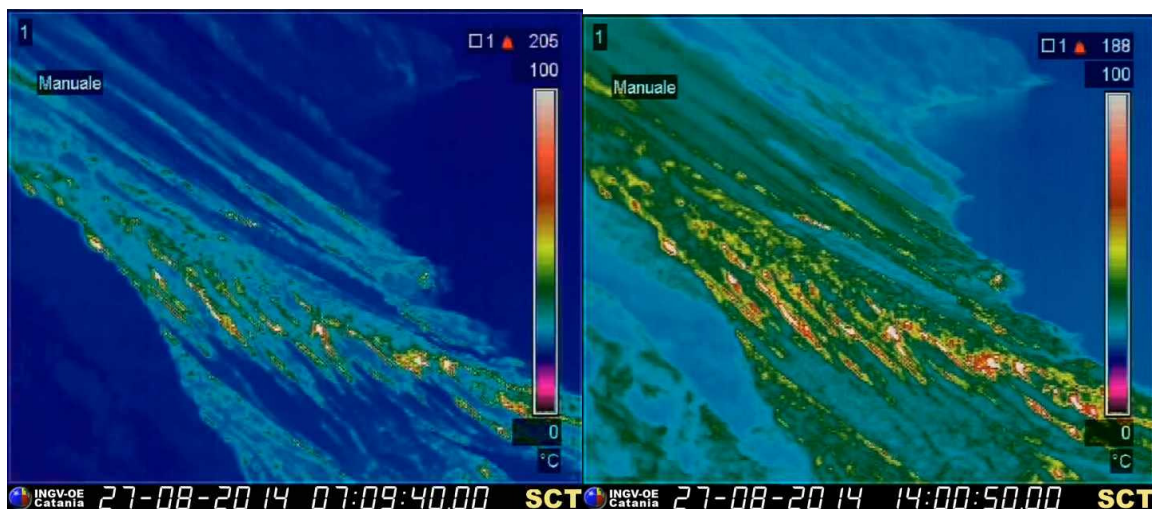 1
□1 ▲ 205
100
Manuale
0
°C
INGV-OE
Catania
27-08-2014 07:09:40.00
SCT
1
□1 ▲ 188
100
Manuale
0
°C
INGV-OE
Catania
27-08-2014 14:00:50.00
SCT